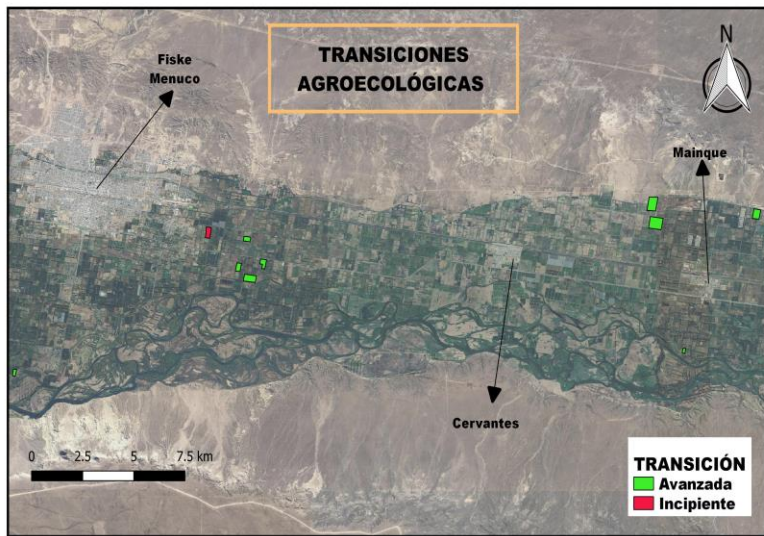 TRANSICIONES
AGROECOLÓGICAS
N
Fiske
Menuco
Mainque
Cervantes
0 2.5 5 7.5 km
TRANSICIÓN
Avanzada
Incipiente